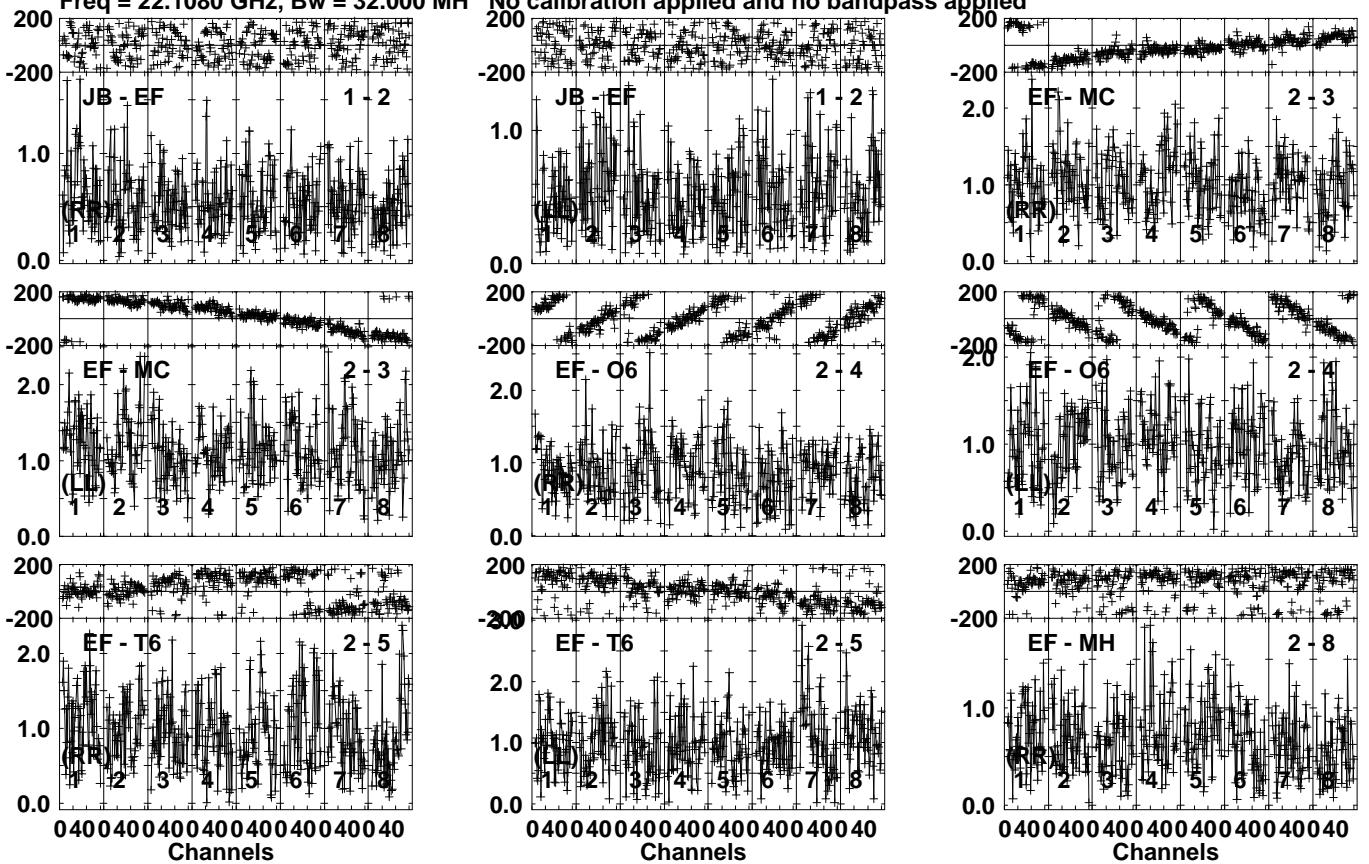 Freq = 22.1080 GHz, Bw = 32.000 MH No calibration applied and no bandpass applied
200 200 200
-200 -200 -200
JB - EF 1 - 2 JB - EF 1 - 2 EF - MC 2 - 3
2.0
1.0 1.0 1.0
(RR) (LL) (RR)
1 2 3 4 5 6 7 8 1 2 3 4 5 6 7 8 1 2 3 4 5 6 7 8
0.0 0.0 0.0
200 200 200
-200 -200 -200
EF - MC 2 - 3 EF - O6 2 - 4 EF - O6 2 - 4
2.0 2.0 2.0
1.0 1.0 1.0
(LL) (RR) (LL)
1 2 3 4 5 6 7 8 1 2 3 4 5 6 7 8 1 2 3 4 5 6 7 8
0.0 0.0 0.0
200 200 200
-200 -200 -200
3.0
EF - T6 2 - 5 EF - T6 2 - 5 EF - MH 2 - 8
2.0 2.0
1.0 1.0 1.0
(RR) (LL) (RR)
1 2 3 4 5 6 7 8 1 2 3 4 5 6 7 8 1 2 3 4 5 6 7 8
0.0 0.0 0.0
0 40 0 40 0 40 0 40 0 40 0 40 0 40 0 40 0 40 0 40 0 40 0 40 0 40 0 40 0 40 0 40 0 40 0 40 0 40 0 40 0 40 0 40 0 40 0 40
Channels Channels Channels